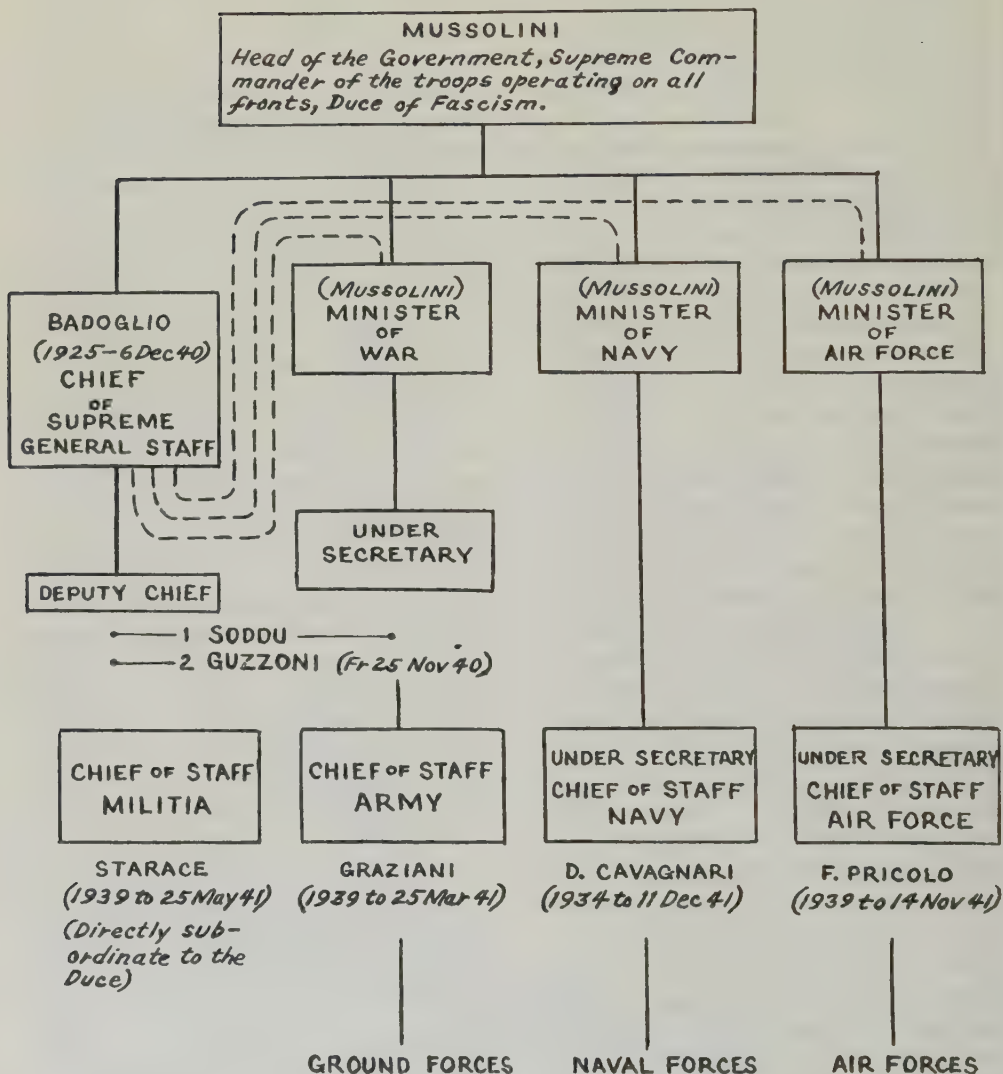 MUSSOLINI
Head of the Government, Supreme Com-
mander of the troops operating on all
fronts, Duce of Fascism.
BADOGLIO
(1925-6 Dec 40)
CHIEF
OF
SUPREME
GENERAL STAFF
(MUSSOLINI)
MINISTER
OF
WAR
(MUSSOLINI)
MINISTER
OF
NAVY
(MUSSOLINI)
MINISTER
OF
AIR FORCE
UNDER
SECRETARY
DEPUTY CHIEF
1 SODDU
2 GUZZONI (Fr 25 Nov 40)
CHIEF OF STAFF
MILITIA
STARACE
(1939 to 25 May 41)
(Directly sub-
ordinate to the
Duce)
CHIEF OF STAFF
ARMY
GRAZIANI
(1939 to 25 Mar 41)
GROUND FORCES
UNDER SECRETARY
CHIEF OF STAFF
NAVY
D. CAVAGNARI
(1934 to 11 Dec 41)
NAVAL FORCES
UNDER SECRETARY
CHIEF OF STAFF
AIR FORCE
F. PRICOLO
(1939 to 14 Nov 41)
AIR FORCES